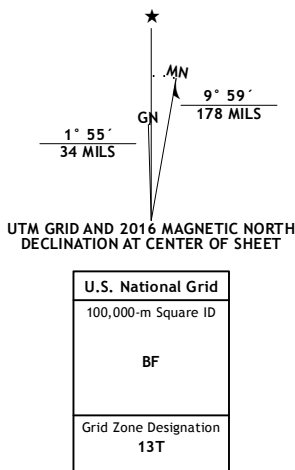 ★
MN
GN
9° 59´
178 MILS
1° 55´
34 MILS
UTM GRID AND 2016 MAGNETIC NORTH
DECLINATION AT CENTER OF SHEET
U.S. National Grid
100,000-m Square ID
BF
Grid Zone Designation
13T